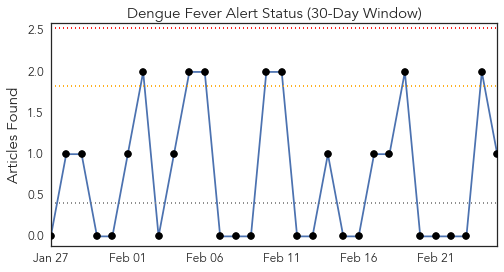 Dengue Fever Alert Status (30-Day Window)
Articles Found
2.5
2.0
1.5
1.0
0.5
0.0
Jan 27 Feb 01 Feb 06 Feb 11 Feb 16 Feb 21